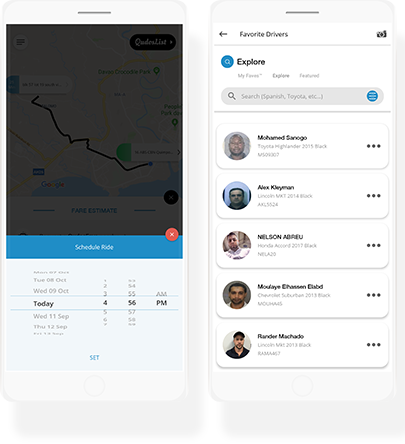 QudosList
Google
FARE ESTIMATE
Schedule Ride
Mon 07 Oct
Tue 08 Oct 3 54
Wed 09 Oct 3 55 AM
Today 4 56 PM
Wed 11 Sep 5 57
Thu 12 Sep 6 58
SET
Favorite Drivers
Explore
My Faves Explore Featured
Search (Spanish, Toyota, etc...)
Mohamed Sanogo
Toyota Highlander 2015 Black
MS09307
Alex Kleyman
Lincoln MKT 2014 Black
AKL5524
NELSON ABREU
Honda Accord 2017 Black
NELA20
Moulaye Elhassen Elabd
Chevrolet Suburban 2013 Black
Rander Machado
Lincoln Mkt 2013 Black
RAMA467